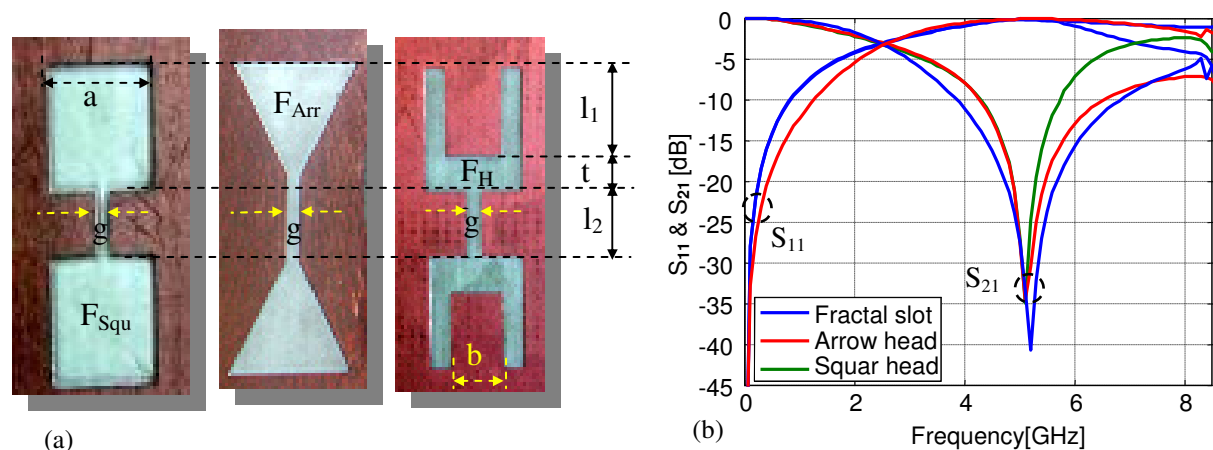 a
F_Squ
g
F_Arr
g
F_H
g
b
l_1
t
l_2
(a)
S_11 & S_21 [dB]
0
-5
-10
-15
-20
-25
-30
-35
-40
-45
S_11
S_21
Fractal slot
Arrow head
Squar head
0 2 4 6 8
Frequency[GHz]
(b)